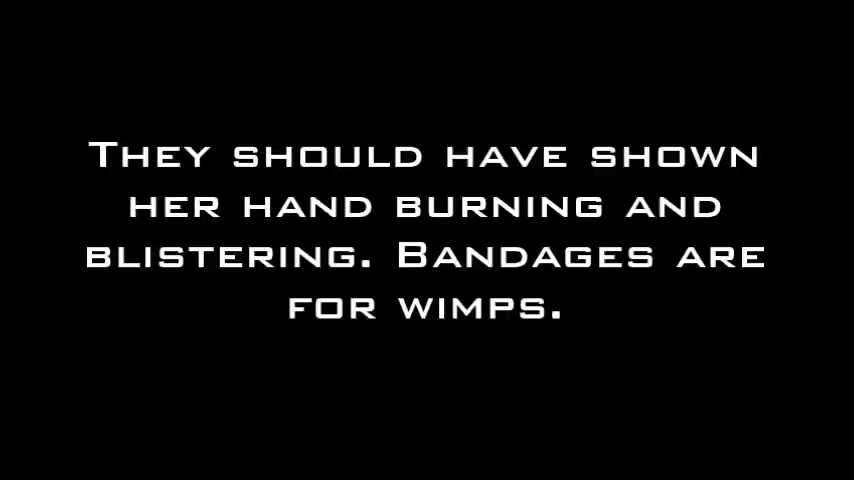 They should have shown
her hand burning and
blistering. Bandages are
for wimps.